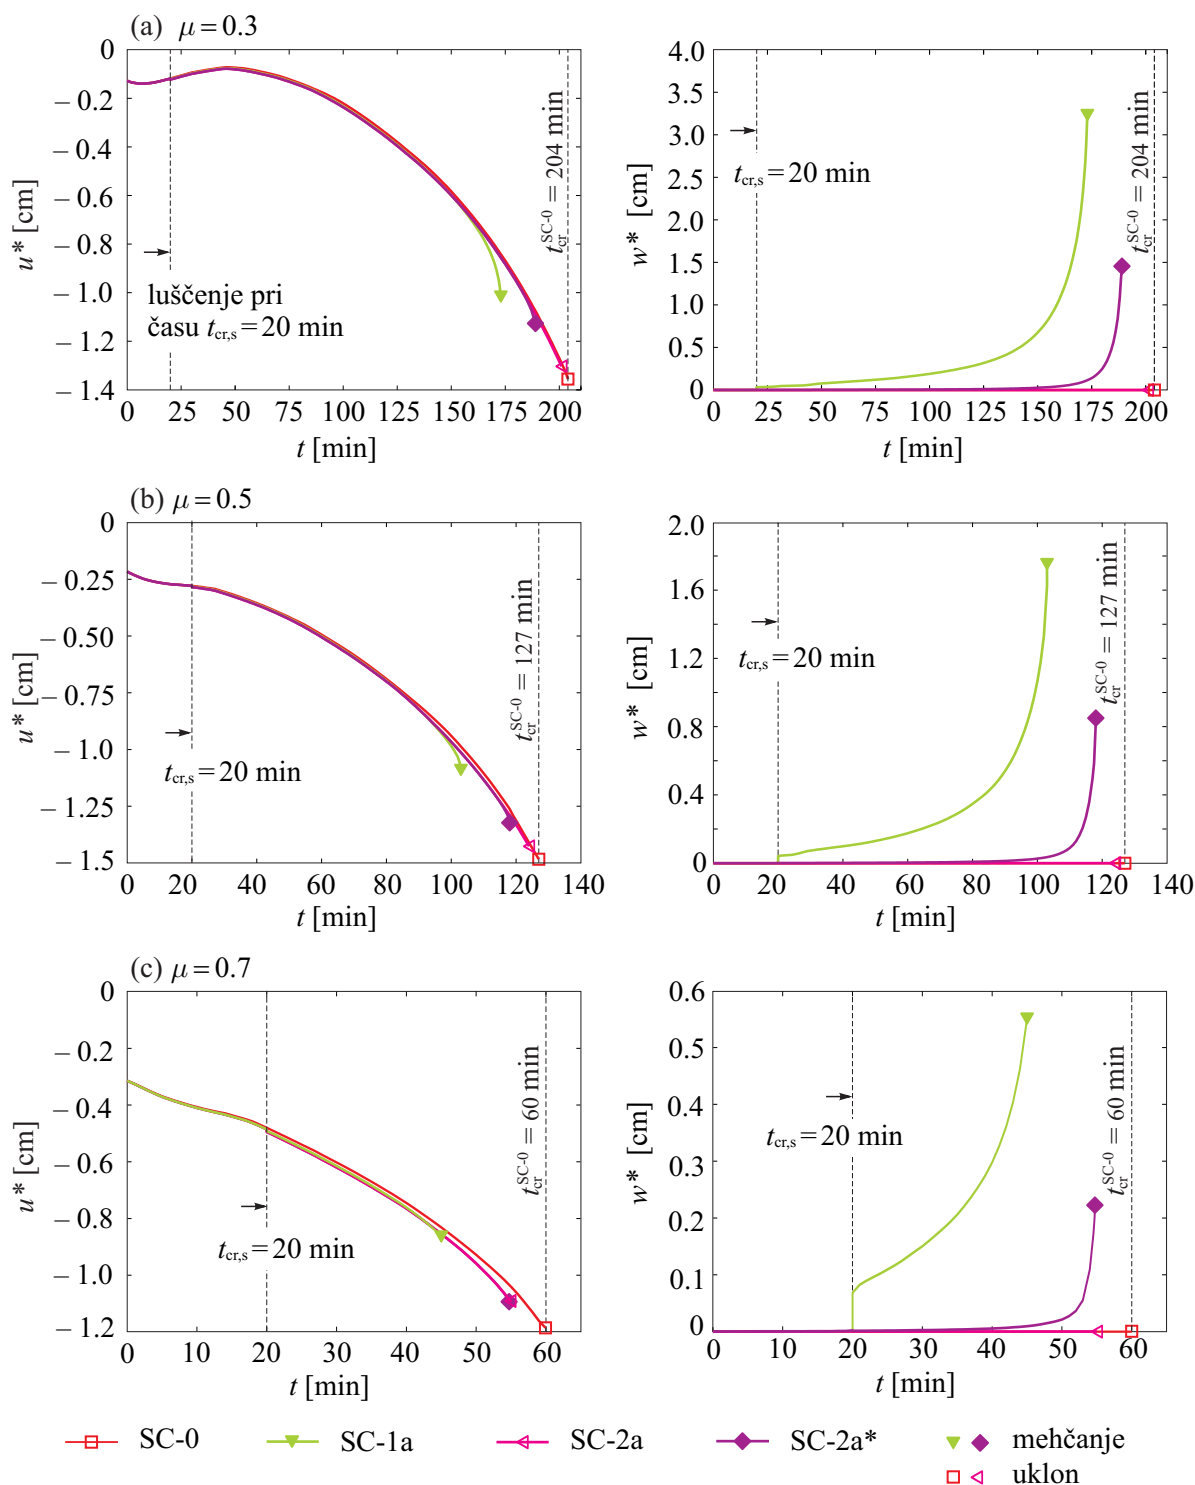 (a) μ = 0.3
0
− 0.2
− 0.4
− 0.6
− 0.8
− 1.0
− 1.2
− 1.4
u* [cm]
luščenje pri
času t_cr,s = 20 min
t_cr^SC-0 = 204 min
0 25 50 75 100 125 150 175 200
t [min]
4.0
3.5
3.0
2.5
2.0
1.5
1.0
0.5
0
w* [cm]
t_cr,s = 20 min
t_cr^SC-0 = 204 min
0 25 50 75 100 125 150 175 200
t [min]
(b) μ = 0.5
0
− 0.25
− 0.50
− 0.75
− 1.0
− 1.25
− 1.5
u* [cm]
t_cr,s = 20 min
t_cr^SC-0 = 127 min
0 20 40 60 80 100 120 140
t [min]
2.0
1.6
1.2
0.8
0.4
0
w* [cm]
t_cr,s = 20 min
t_cr^SC-0 = 127 min
0 20 40 60 80 100 120 140
t [min]
(c) μ = 0.7
0
− 0.2
− 0.4
− 0.6
− 0.8
− 1.0
− 1.2
u* [cm]
t_cr,s = 20 min
t_cr^SC-0 = 60 min
0 10 20 30 40 50 60
t [min]
0.6
0.5
0.4
0.3
0.2
0.1
0
w* [cm]
t_cr,s = 20 min
t_cr^SC-0 = 60 min
0 10 20 30 40 50 60
t [min]
SC-0 SC-1a SC-2a SC-2a* mehčanje
uklon